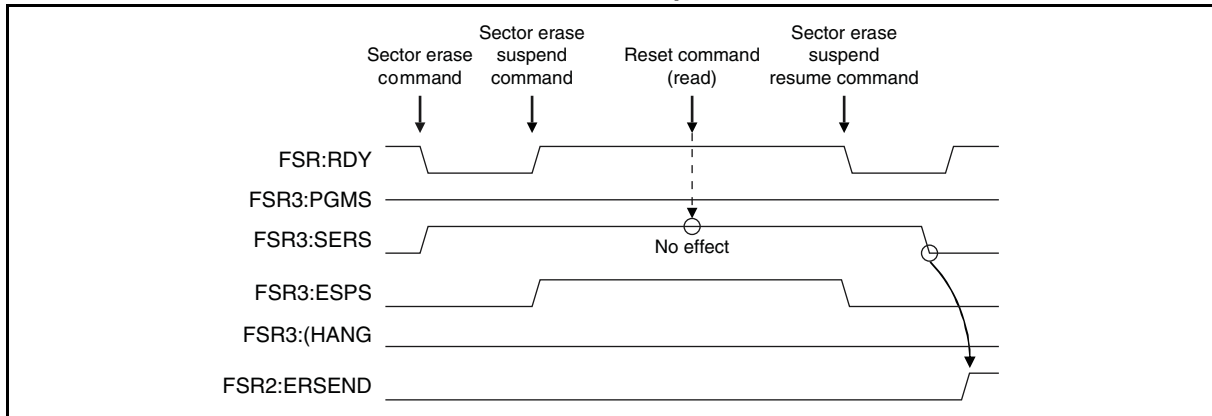 Sector erase
command
Sector erase
suspend
command
Reset command
(read)
Sector erase
suspend
resume command
FSR:RDY
FSR3:PGMS
FSR3:SERS
No effect
FSR3:ESPS
FSR3:(HANG
FSR2:ERSEND